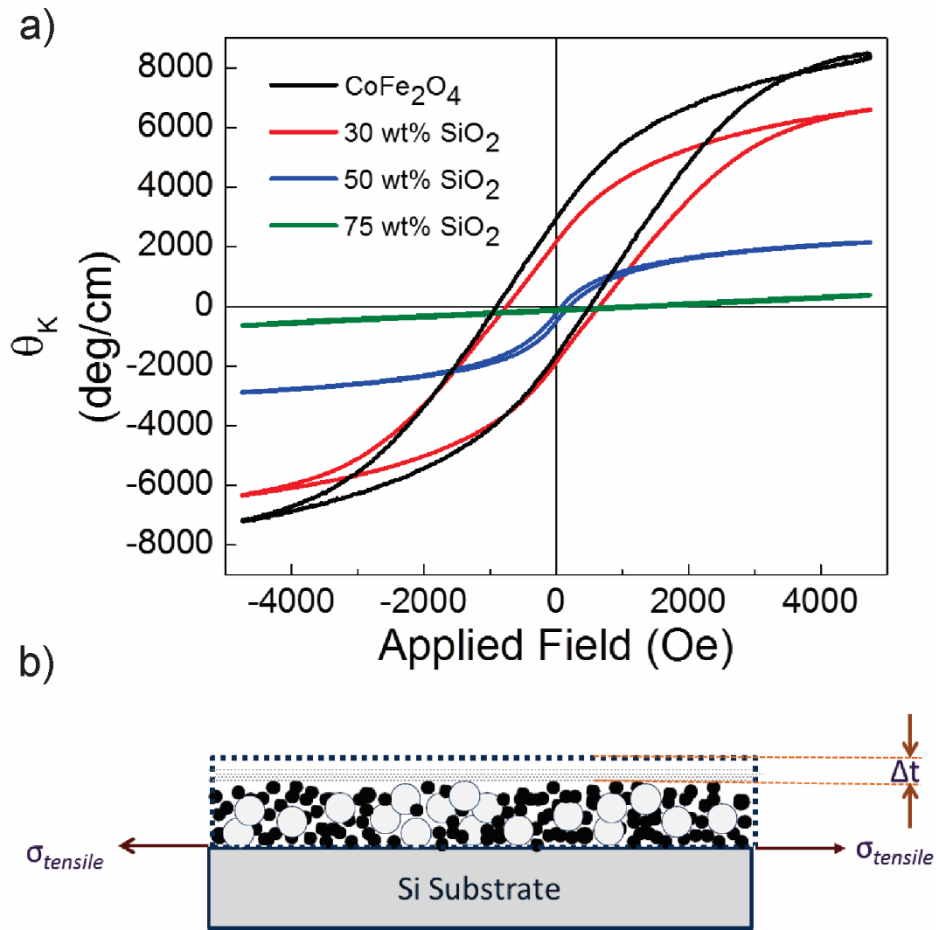 a)
8000
6000
4000
2000
0
-2000
-4000
-6000
-8000
θK
(deg/cm)
CoFe2O4
30 wt% SiO2
50 wt% SiO2
75 wt% SiO2
-4000 -2000 0 2000 4000
Applied Field (Oe)
b)
Δt
σtensile
σtensile
Si Substrate